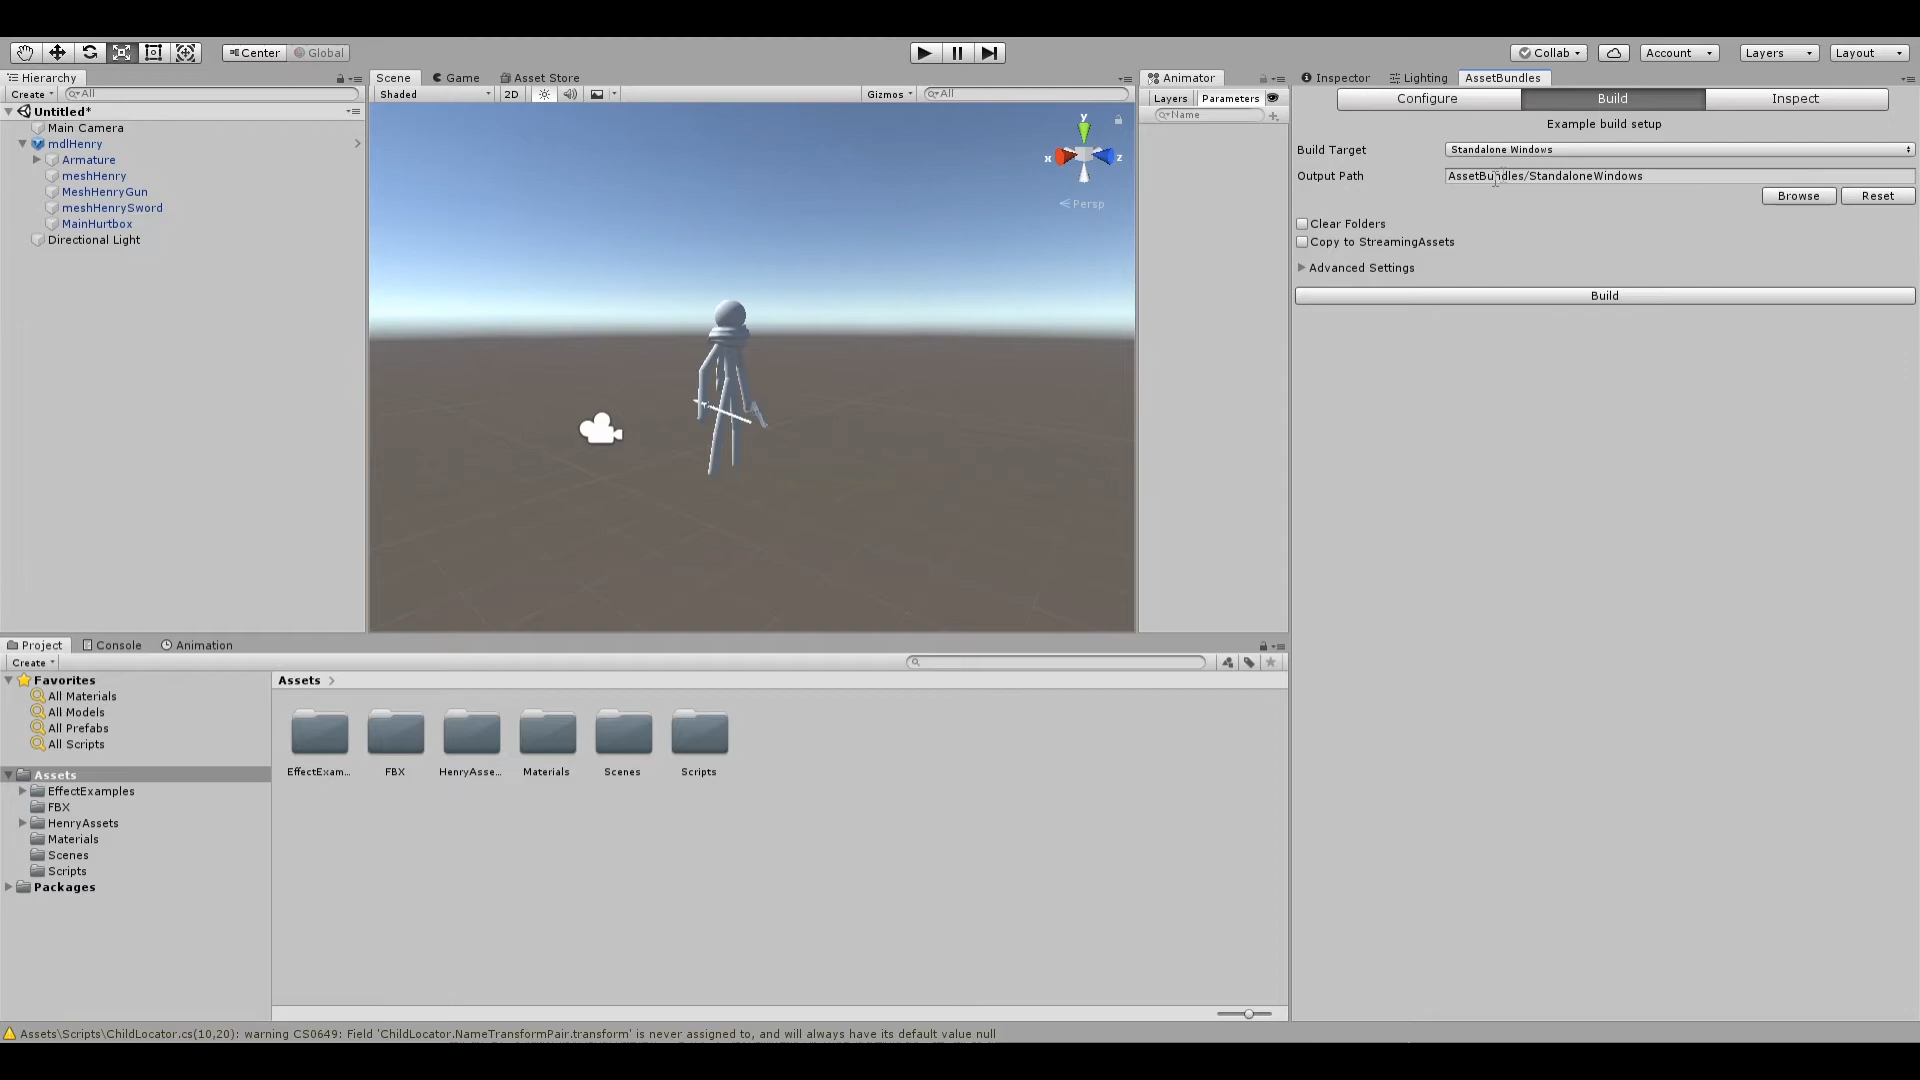 Center Global Collab Account Layers Layout
Hierarchy
Create All
Untitled*
Main Camera
mdlHenry
Armature
meshHenry
MeshHenryGun
meshHenrySword
MainHurtbox
Directional Light
Scene Game Asset Store
Shaded 2D Gizmos All
y
x z
Persp
Animator
Layers Parameters
Name
Inspector Lighting AssetBundles
Configure Build Inspect
Example build setup
Build Target Standalone Windows
Output Path AssetBundles/StandaloneWindows
Browse Reset
Clear Folders
Copy to StreamingAssets
Advanced Settings
Build
Project Console Animation
Create
Favorites
All Materials
All Models
All Prefabs
All Scripts
Assets
EffectExamples
FBX
HenryAssets
Materials
Scenes
Scripts
Packages
Assets
EffectExam... FBX HenryAsse... Materials Scenes Scripts
Assets\Scripts\ChildLocator.cs(10,20): warning CS0649: Field 'ChildLocator.NameTransformPair.transform' is never assigned to, and will always have its default value null